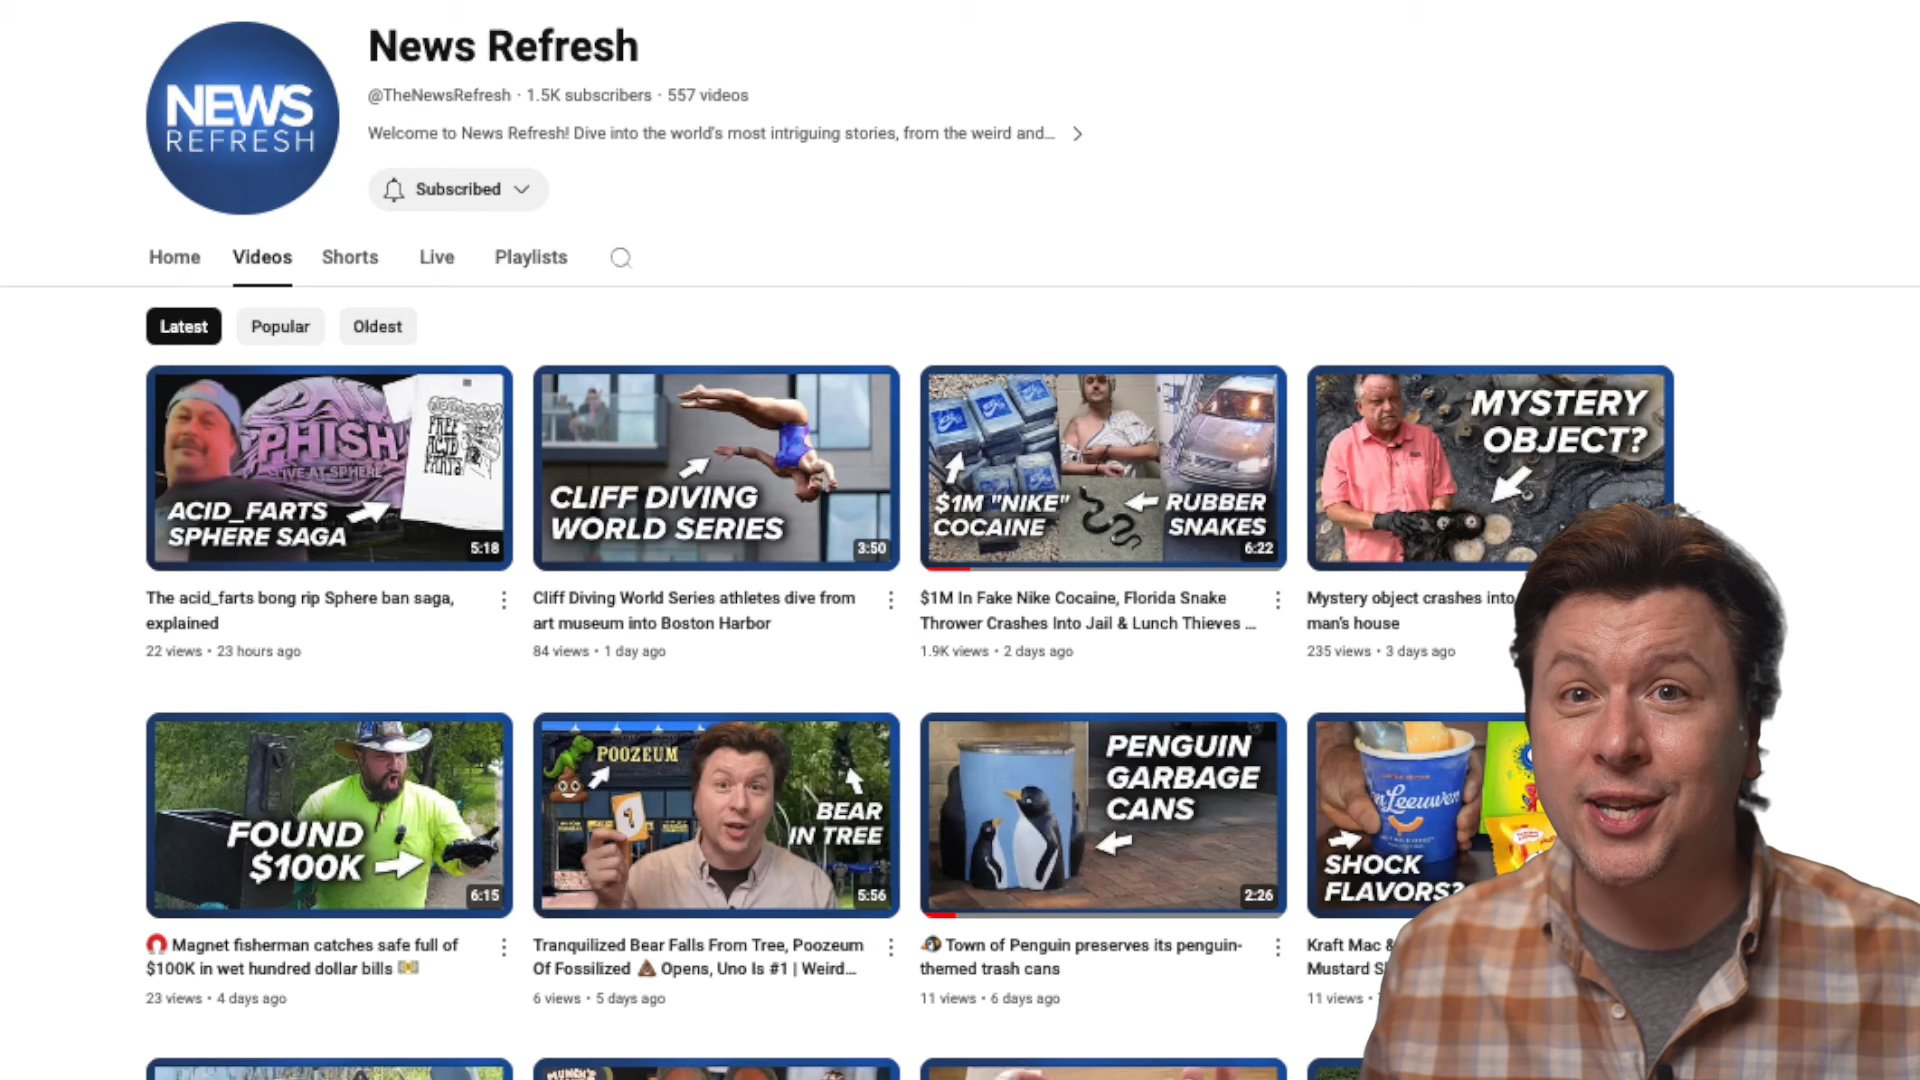 NEWS
REFRESH
News Refresh
@TheNewsRefresh · 1.5K subscribers · 557 videos
Welcome to News Refresh! Dive into the world's most intriguing stories, from the weird and...
Subscribed
Home Videos Shorts Live Playlists
Latest Popular Oldest
PHISH
LIVE AT SPHERE
FREE
ACID
FARTS
ACID_FARTS
SPHERE SAGA
5:18
CLIFF DIVING
WORLD SERIES
3:50
$1M "NIKE"
COCAINE
RUBBER
SNAKES
6:22
MYSTERY
OBJECT?
The acid_farts bong rip Sphere ban saga,
explained
22 views · 23 hours ago
Cliff Diving World Series athletes dive from
art museum into Boston Harbor
84 views · 1 day ago
$1M In Fake Nike Cocaine, Florida Snake
Thrower Crashes Into Jail & Lunch Thieves ...
1.9K views · 2 days ago
Mystery object crashes into
man's house
235 views · 3 days ago
FOUND
$100K
6:15
POOZEUM
BEAR
IN TREE
5:56
PENGUIN
GARBAGE
CANS
2:26
SHOCK
FLAVORS?
Magnet fisherman catches safe full of
$100K in wet hundred dollar bills
23 views · 4 days ago
Tranquilized Bear Falls From Tree, Poozeum
Of Fossilized 💩 Opens, Uno Is #1 | Weird...
6 views · 5 days ago
🐧 Town of Penguin preserves its penguin-
themed trash cans
11 views · 6 days ago
Kraft Mac &
Mustard S
11 views ·